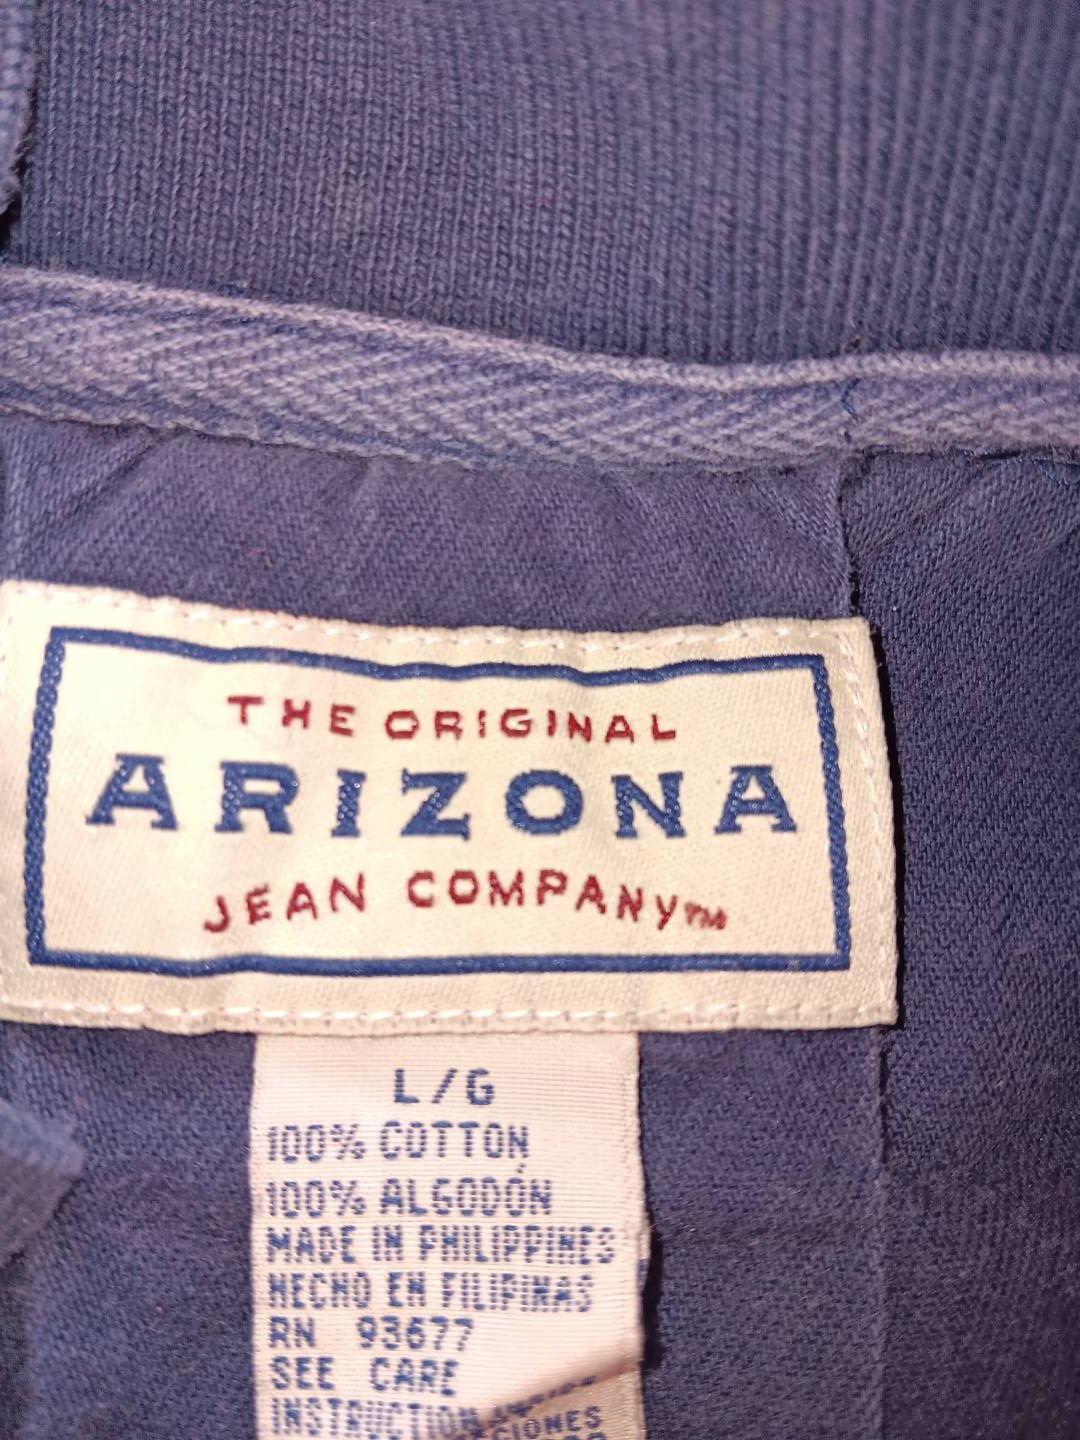 THE ORIGINAL
ARIZONA
JEAN COMPANY™
L/G
100% COTTON
100% ALGODÓN
MADE IN PHILIPPINES
HECHO EN FILIPINAS
RN 93677
SEE CARE
INSTRUCTION